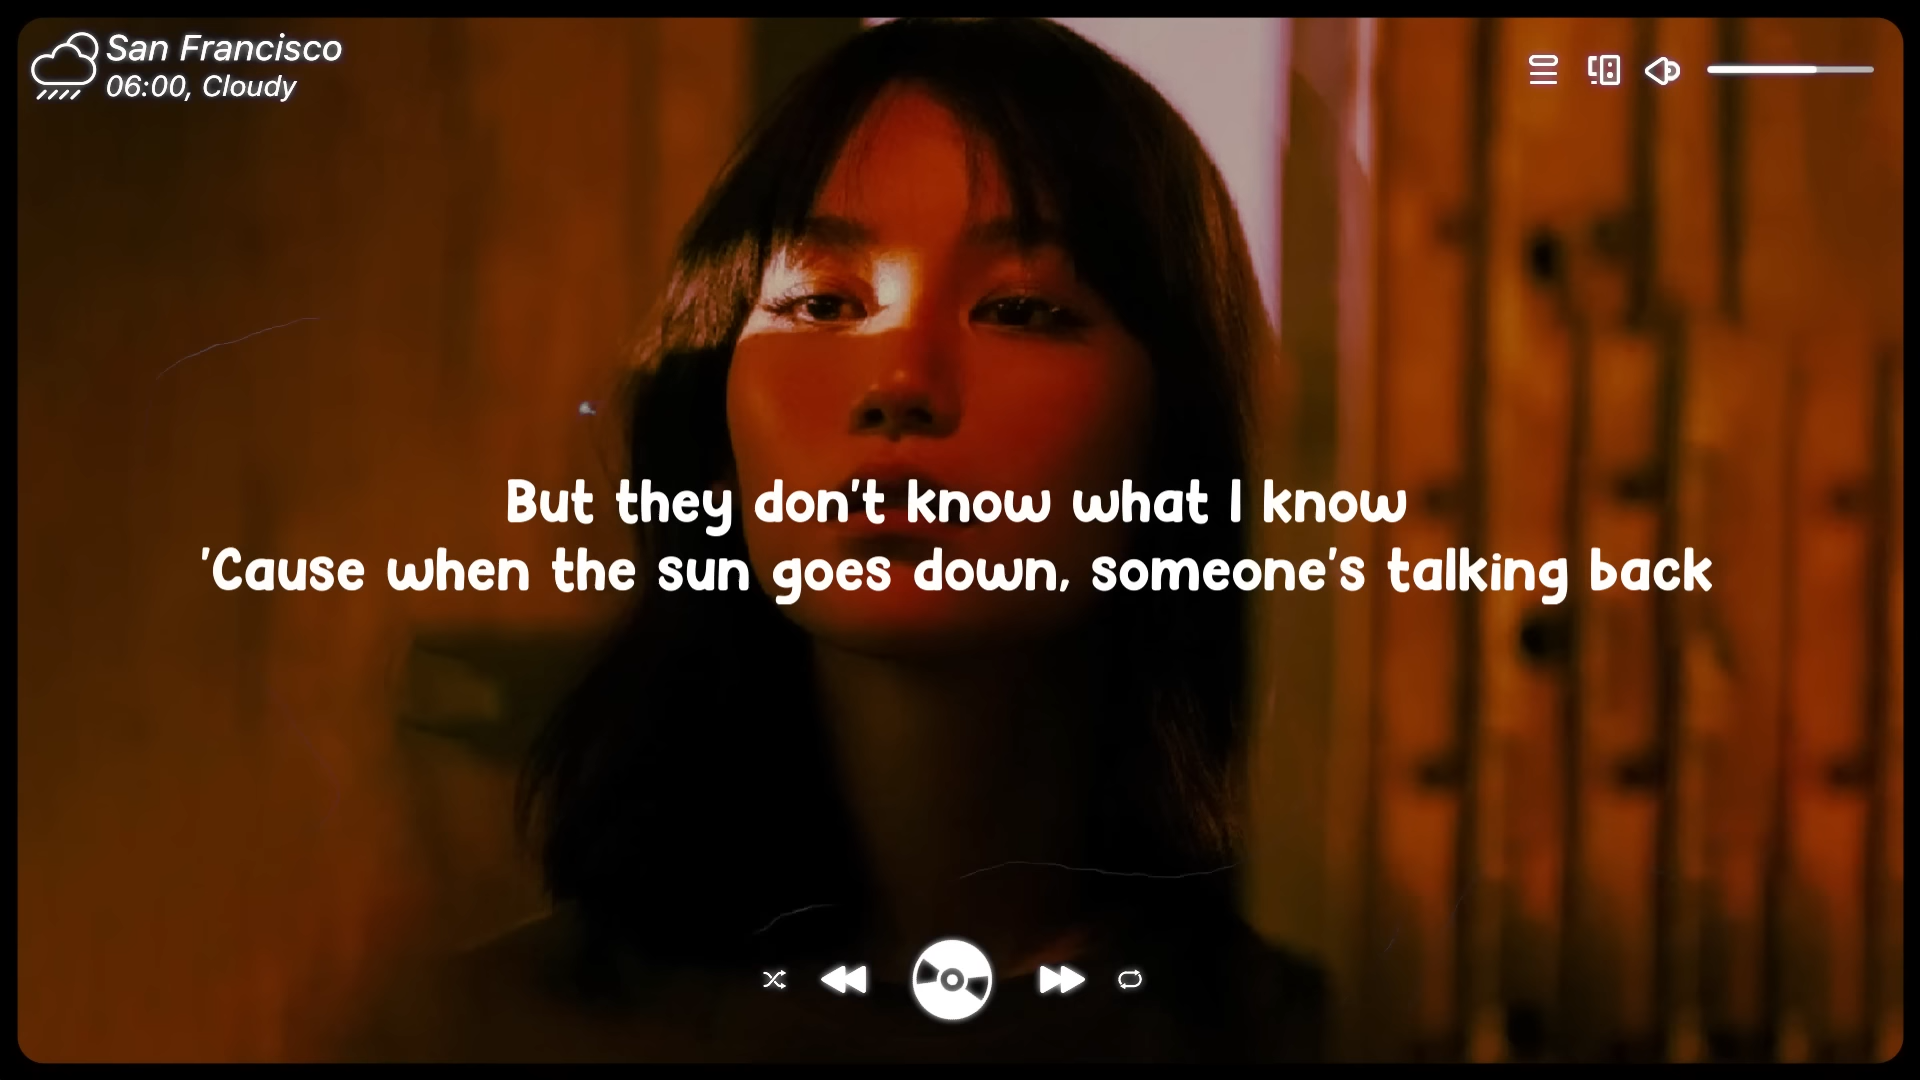 San Francisco
06:00, Cloudy
But they don't know what I know
'Cause when the sun goes down, someone's talking back